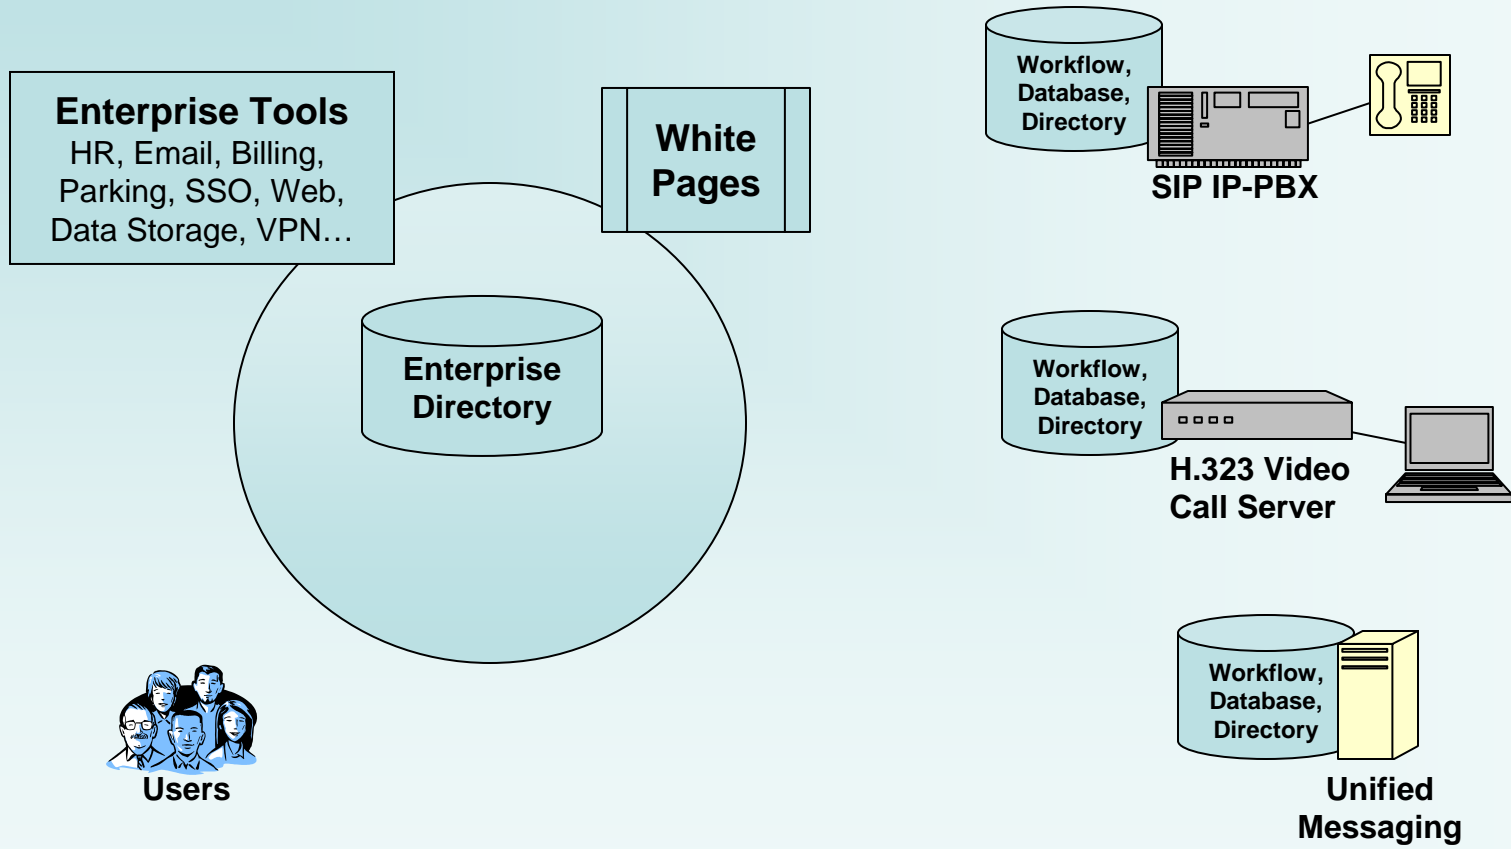 Enterprise Tools
HR, Email, Billing,
Parking, SSO, Web,
Data Storage, VPN…
White
Pages
Enterprise
Directory
Users
Workflow,
Database,
Directory
SIP IP-PBX
Workflow,
Database,
Directory
H.323 Video
Call Server
Workflow,
Database,
Directory
Unified
Messaging